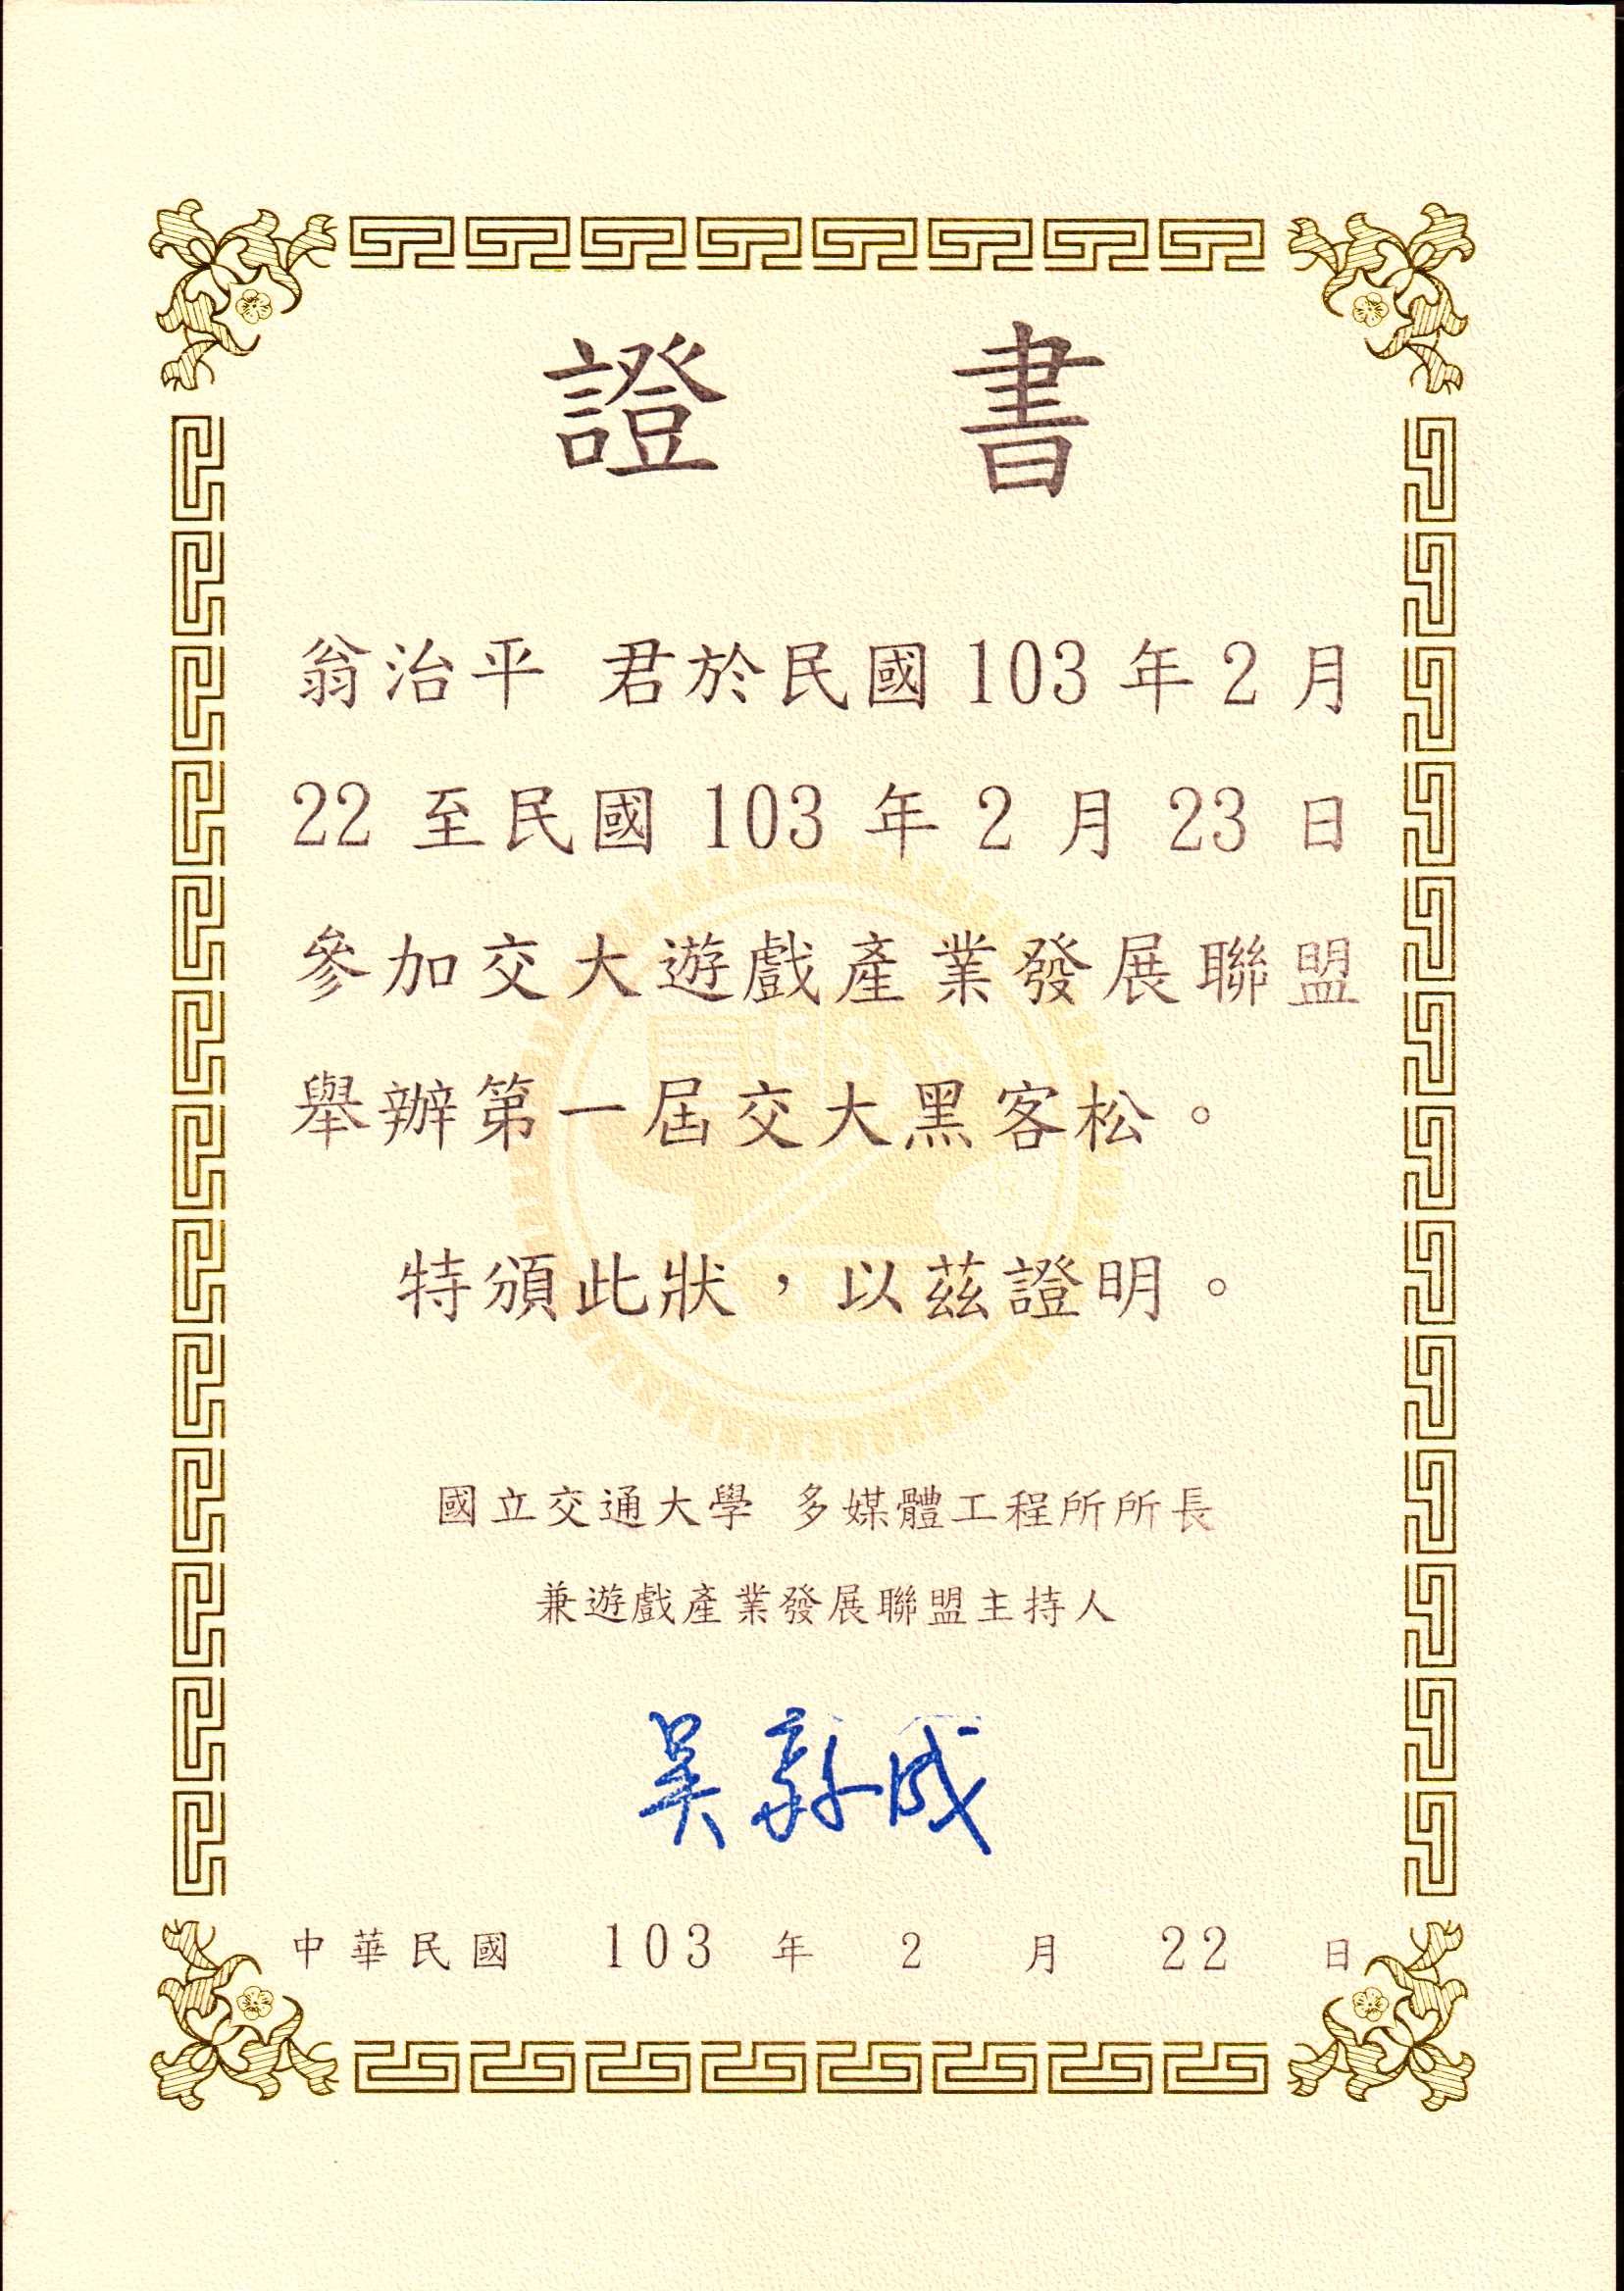 證書
翁治平 君於民國 103 年 2 月
22 至民國 103 年 2 月 23 日
參加交大遊戲產業發展聯盟
舉辦第一屆交大黑客松。
特頒此狀，以茲證明。
國立交通大學 多媒體工程所所長
兼遊戲產業發展聯盟主持人
吳毅成
中華民國 103 年 2 月 22 日